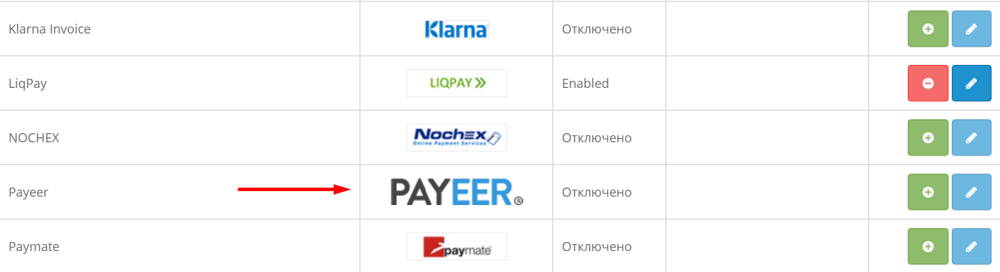 Klarna Invoice Klarna Отключено
LiqPay LIQPAY Enabled
NOCHEX Nochex Отключено
Online Payment Services
Payeer PAYEER® Отключено
Paymate paymate Отключено